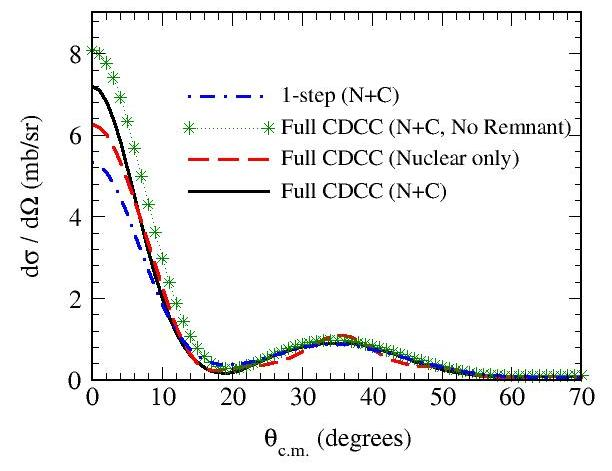 8
6
4
2
0
1-step (N+C)
Full CDCC (N+C, No Remnant)
Full CDCC (Nuclear only)
Full CDCC (N+C)
dσ / dΩ (mb/sr)
0 10 20 30 40 50 60 70
θc.m. (degrees)